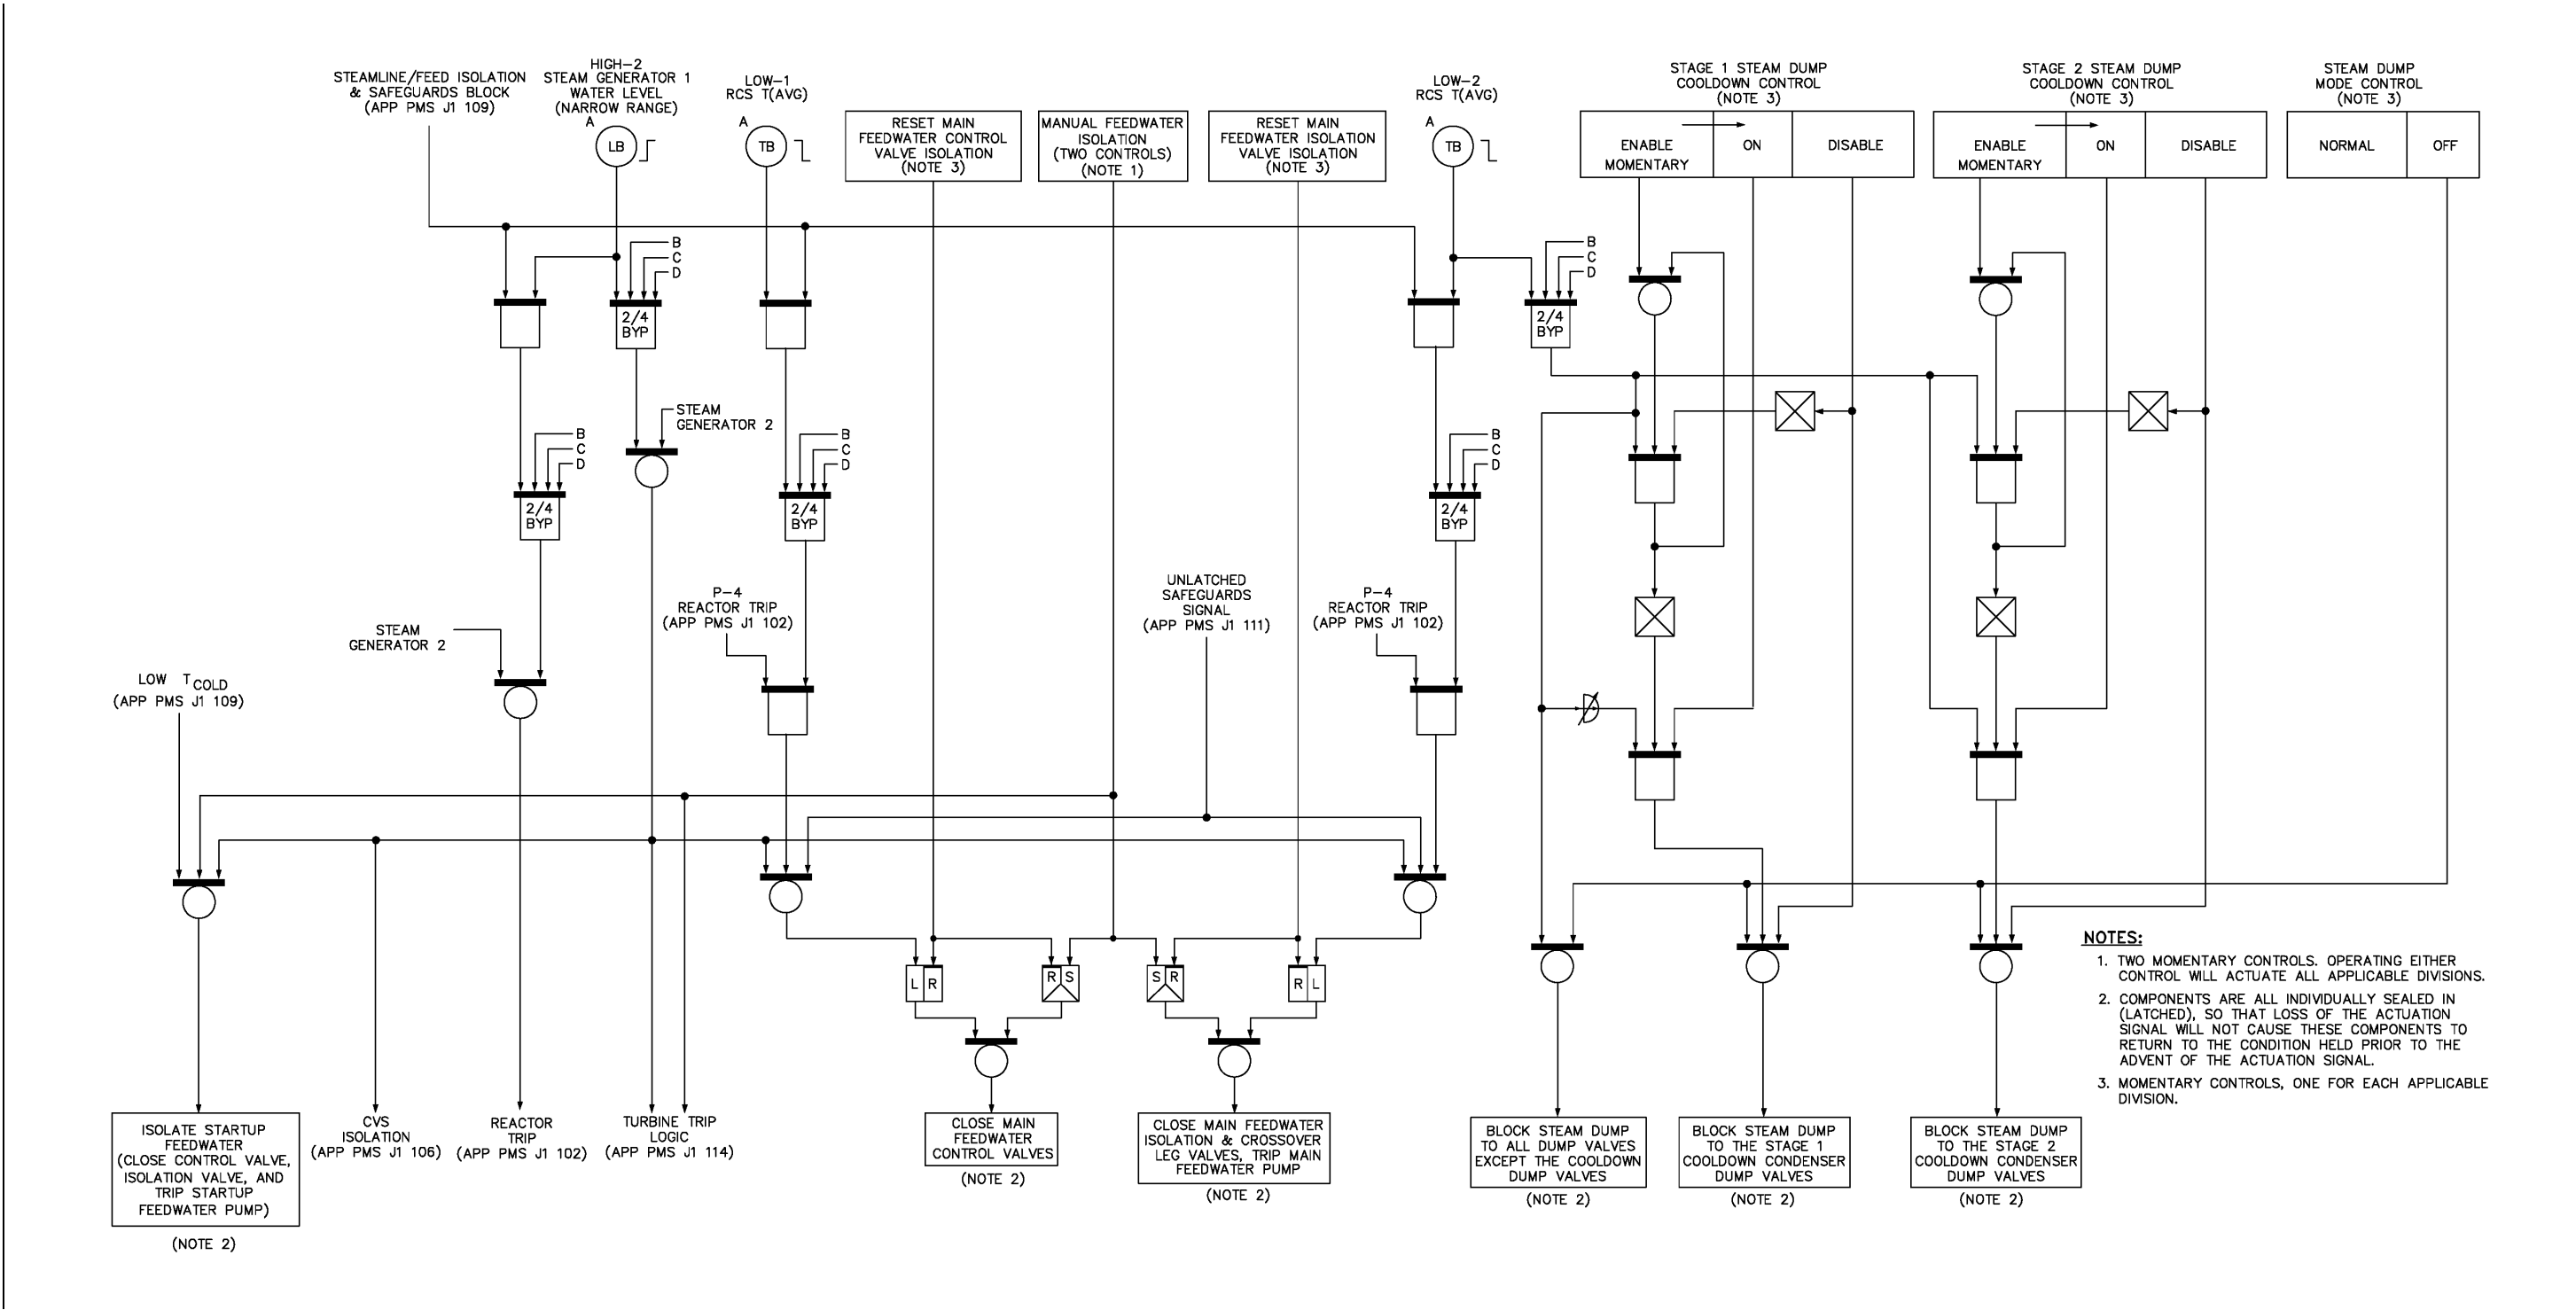 STEAMLINE/FEED ISOLATION
& SAFEGUARDS BLOCK
(APP PMS J1 109)
HIGH-2
STEAM GENERATOR 1
WATER LEVEL
(NARROW RANGE)
A
LB
LOW-1
RCS T(AVG)
A
TB
RESET MAIN
FEEDWATER CONTROL
VALVE ISOLATION
(NOTE 3)
MANUAL FEEDWATER
ISOLATION
(TWO CONTROLS)
(NOTE 1)
RESET MAIN
FEEDWATER ISOLATION
VALVE ISOLATION
(NOTE 3)
LOW-2
RCS T(AVG)
A
TB
STAGE 1 STEAM DUMP
COOLDOWN CONTROL
(NOTE 3)
ENABLE
MOMENTARY
ON
DISABLE
STAGE 2 STEAM DUMP
COOLDOWN CONTROL
(NOTE 3)
ENABLE
MOMENTARY
ON
DISABLE
STEAM DUMP
MODE CONTROL
(NOTE 3)
NORMAL
OFF
B
C
D
2/4
BYP
B
C
D
2/4
BYP
STEAM
GENERATOR 2
B
C
D
2/4
BYP
B
C
D
2/4
BYP
B
C
D
2/4
BYP
P-4
REACTOR TRIP
(APP PMS J1 102)
UNLATCHED
SAFEGUARDS
SIGNAL
(APP PMS J1 111)
P-4
REACTOR TRIP
(APP PMS J1 102)
STEAM
GENERATOR 2
LOW T COLD
(APP PMS J1 109)
L R
R S
S R
R L
ISOLATE STARTUP
FEEDWATER
(CLOSE CONTROL VALVE,
ISOLATION VALVE, AND
TRIP STARTUP
FEEDWATER PUMP)
(NOTE 2)
CVS
ISOLATION
(APP PMS J1 106)
REACTOR
TRIP
(APP PMS J1 102)
TURBINE TRIP
LOGIC
(APP PMS J1 114)
CLOSE MAIN
FEEDWATER
CONTROL VALVES
(NOTE 2)
CLOSE MAIN FEEDWATER
ISOLATION & CROSSOVER
LEG VALVES, TRIP MAIN
FEEDWATER PUMP
(NOTE 2)
BLOCK STEAM DUMP
TO ALL DUMP VALVES
EXCEPT THE COOLDOWN
DUMP VALVES
(NOTE 2)
BLOCK STEAM DUMP
TO THE STAGE 1
COOLDOWN CONDENSER
DUMP VALVES
(NOTE 2)
BLOCK STEAM DUMP
TO THE STAGE 2
COOLDOWN CONDENSER
DUMP VALVES
(NOTE 2)
NOTES:
1. TWO MOMENTARY CONTROLS. OPERATING EITHER
CONTROL WILL ACTUATE ALL APPLICABLE DIVISIONS.
2. COMPONENTS ARE ALL INDIVIDUALLY SEALED IN
(LATCHED), SO THAT LOSS OF THE ACTUATION
SIGNAL WILL NOT CAUSE THESE COMPONENTS TO
RETURN TO THE CONDITION HELD PRIOR TO THE
ADVENT OF THE ACTUATION SIGNAL.
3. MOMENTARY CONTROLS, ONE FOR EACH APPLICABLE
DIVISION.